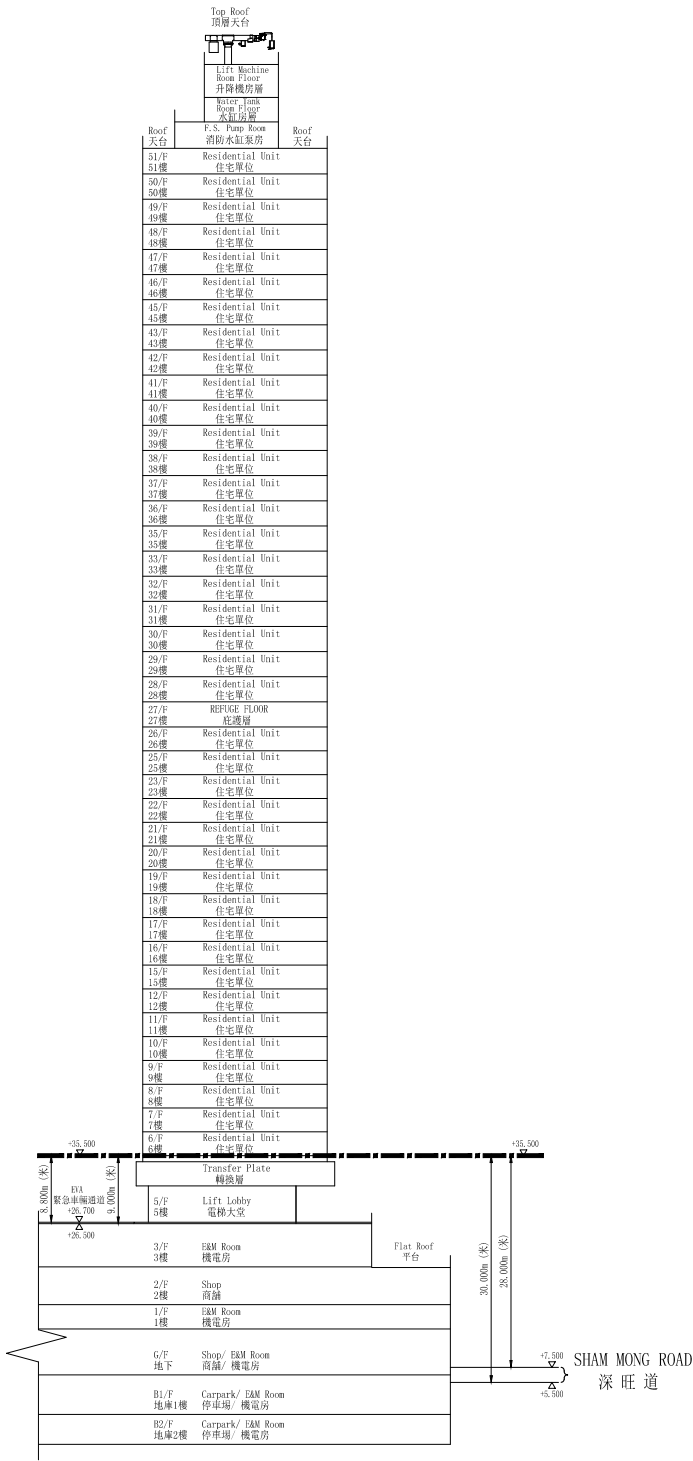 Top Roof
頂層天台
Lift Machine
Room Floor
升降機房層
Water Tank
Room Floor
水缸房層
Roof
天台
F.S. Pump Room
消防水缸泵房
Roof
天台
51/F Residential Unit
51樓 住宅單位
50/F Residential Unit
50樓 住宅單位
49/F Residential Unit
49樓 住宅單位
48/F Residential Unit
48樓 住宅單位
47/F Residential Unit
47樓 住宅單位
46/F Residential Unit
46樓 住宅單位
45/F Residential Unit
45樓 住宅單位
43/F Residential Unit
43樓 住宅單位
42/F Residential Unit
42樓 住宅單位
41/F Residential Unit
41樓 住宅單位
40/F Residential Unit
40樓 住宅單位
39/F Residential Unit
39樓 住宅單位
38/F Residential Unit
38樓 住宅單位
37/F Residential Unit
37樓 住宅單位
36/F Residential Unit
36樓 住宅單位
35/F Residential Unit
35樓 住宅單位
33/F Residential Unit
33樓 住宅單位
32/F Residential Unit
32樓 住宅單位
31/F Residential Unit
31樓 住宅單位
30/F Residential Unit
30樓 住宅單位
29/F Residential Unit
29樓 住宅單位
28/F Residential Unit
28樓 住宅單位
27/F REFUGE FLOOR
27樓 庇護層
26/F Residential Unit
26樓 住宅單位
25/F Residential Unit
25樓 住宅單位
23/F Residential Unit
23樓 住宅單位
22/F Residential Unit
22樓 住宅單位
21/F Residential Unit
21樓 住宅單位
20/F Residential Unit
20樓 住宅單位
19/F Residential Unit
19樓 住宅單位
18/F Residential Unit
18樓 住宅單位
17/F Residential Unit
17樓 住宅單位
16/F Residential Unit
16樓 住宅單位
15/F Residential Unit
15樓 住宅單位
12/F Residential Unit
12樓 住宅單位
11/F Residential Unit
11樓 住宅單位
10/F Residential Unit
10樓 住宅單位
9/F Residential Unit
9樓 住宅單位
8/F Residential Unit
8樓 住宅單位
7/F Residential Unit
7樓 住宅單位
6/F Residential Unit
6樓 住宅單位
+35.500
+35.500
Transfer Plate
轉換層
8.800m (米)
EVA
緊急車輛通道
+26.700
+26.500
9.000m (米)
5/F Lift Lobby
5樓 電梯大堂
3/F E&M Room
3樓 機電房
Flat Roof
平台
30.000m (米)
28.000m (米)
2/F Shop
2樓 商舖
1/F E&M Room
1樓 機電房
G/F Shop/ E&M Room
地下 商舖/ 機電房
+7.500
+5.500
SHAM MONG ROAD
深旺道
B1/F Carpark/ E&M Room
地庫1樓 停車場/ 機電房
B2/F Carpark/ E&M Room
地庫2樓 停車場/ 機電房